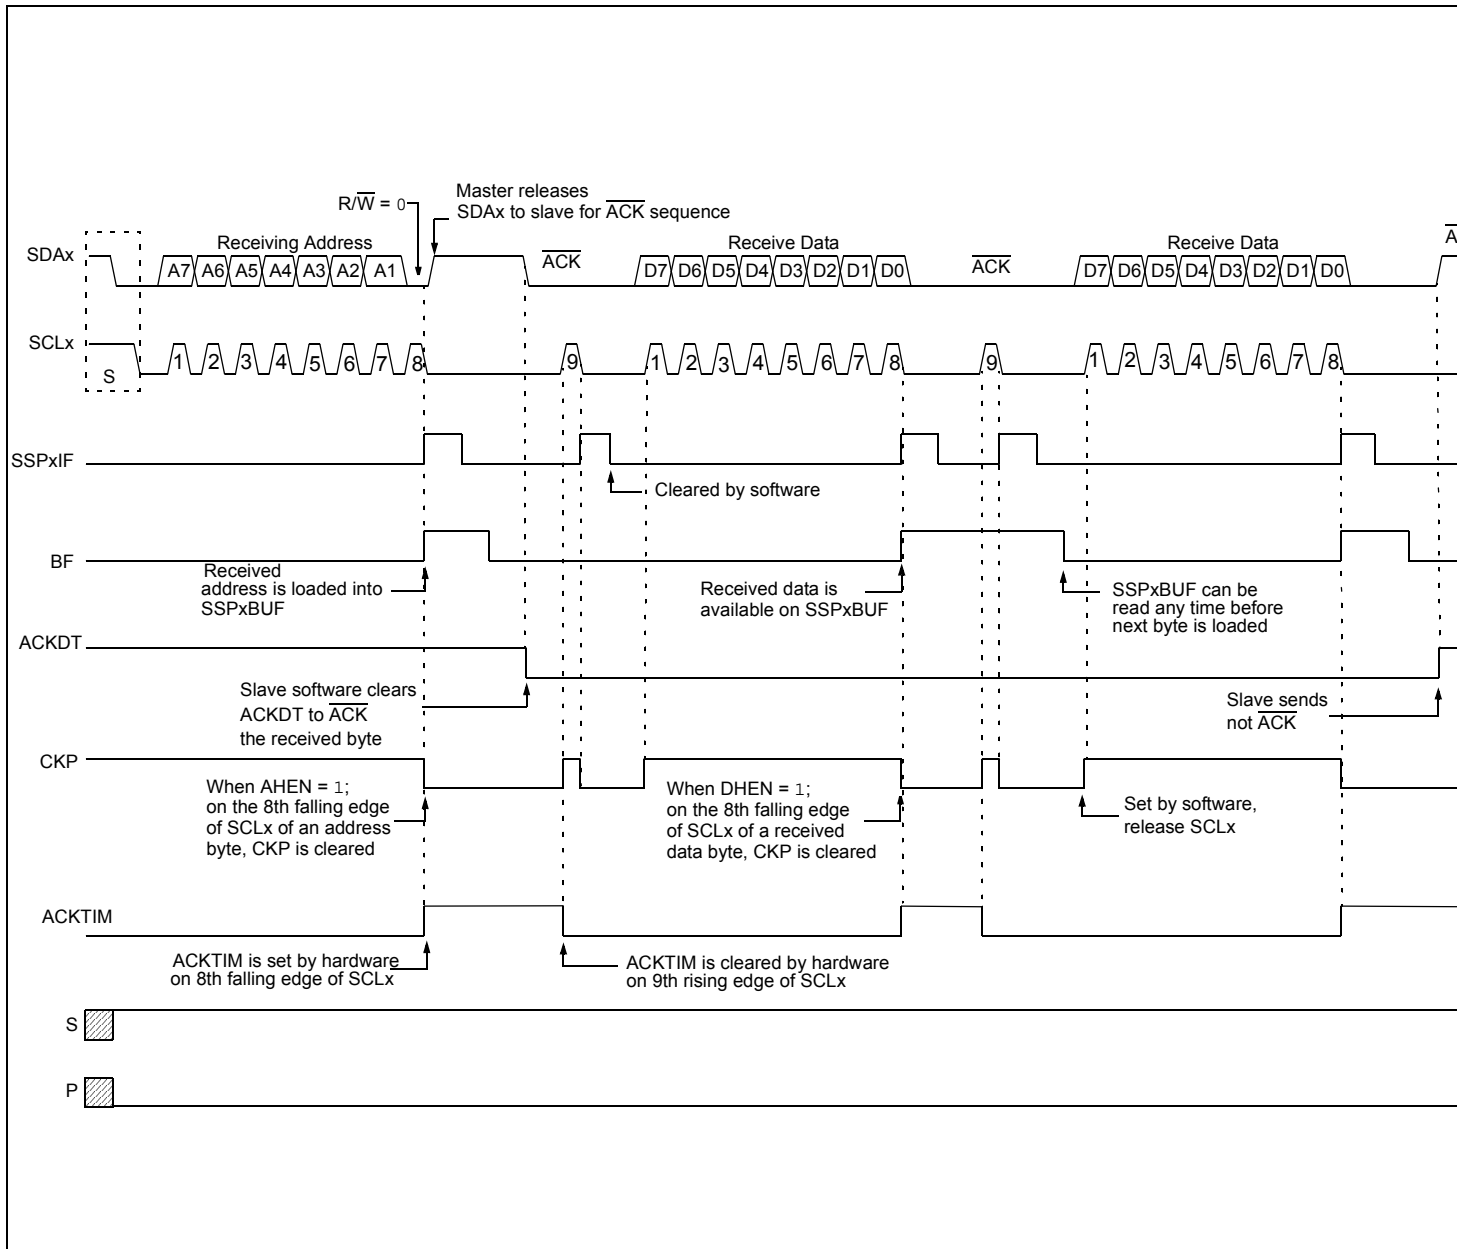 Master releases
R/W̅ = 0
SDAx to slave for A̅C̅K̅ sequence
SDAx
Receiving Address
A̅C̅K̅
Receive Data
A̅C̅K̅
Receive Data
A7 A6 A5 A4 A3 A2 A1
D7 D6 D5 D4 D3 D2 D1 D0
D7 D6 D5 D4 D3 D2 D1 D0
SCLx
S
1 2 3 4 5 6 7 8 9 1 2 3 4 5 6 7 8 9 1 2 3 4 5 6 7 8
SSPxIF
Cleared by software
BF
Received
address is loaded into
SSPxBUF
Received data is
available on SSPxBUF
SSPxBUF can be
read any time before
next byte is loaded
ACKDT
Slave software clears
ACKDT to A̅C̅K̅
the received byte
Slave sends
not A̅C̅K̅
CKP
When AHEN = 1;
on the 8th falling edge
of SCLx of an address
byte, CKP is cleared
When DHEN = 1;
on the 8th falling edge
of SCLx of a received
data byte, CKP is cleared
Set by software,
release SCLx
ACKTIM
ACKTIM is set by hardware
on 8th falling edge of SCLx
ACKTIM is cleared by hardware
on 9th rising edge of SCLx
S
P